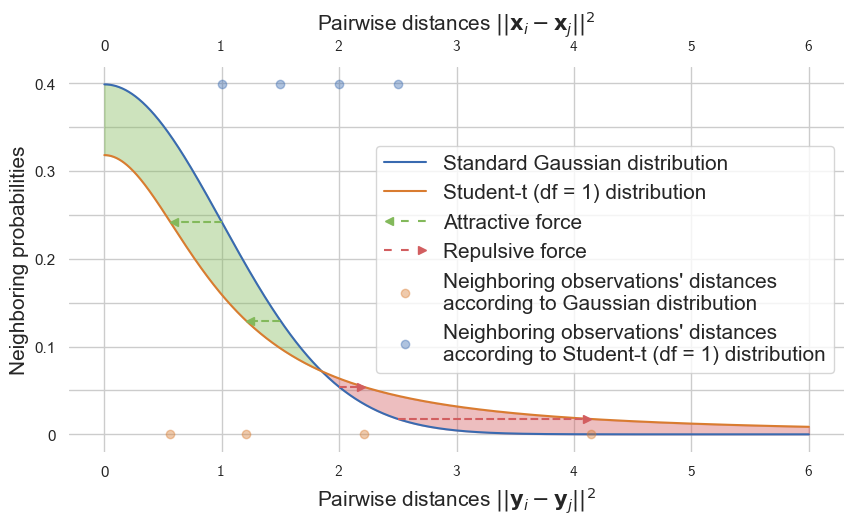 Pairwise distances ||𝐱ᵢ − 𝐱ⱼ||²
0 1 2 3 4 5 6
0.4
0.3
0.2
0.1
0
Neighboring probabilities
Standard Gaussian distribution
Student-t (df = 1) distribution
Attractive force
Repulsive force
Neighboring observations' distances
according to Gaussian distribution
Neighboring observations' distances
according to Student-t (df = 1) distribution
0 1 2 3 4 5 6
Pairwise distances ||𝐲ᵢ − 𝐲ⱼ||²